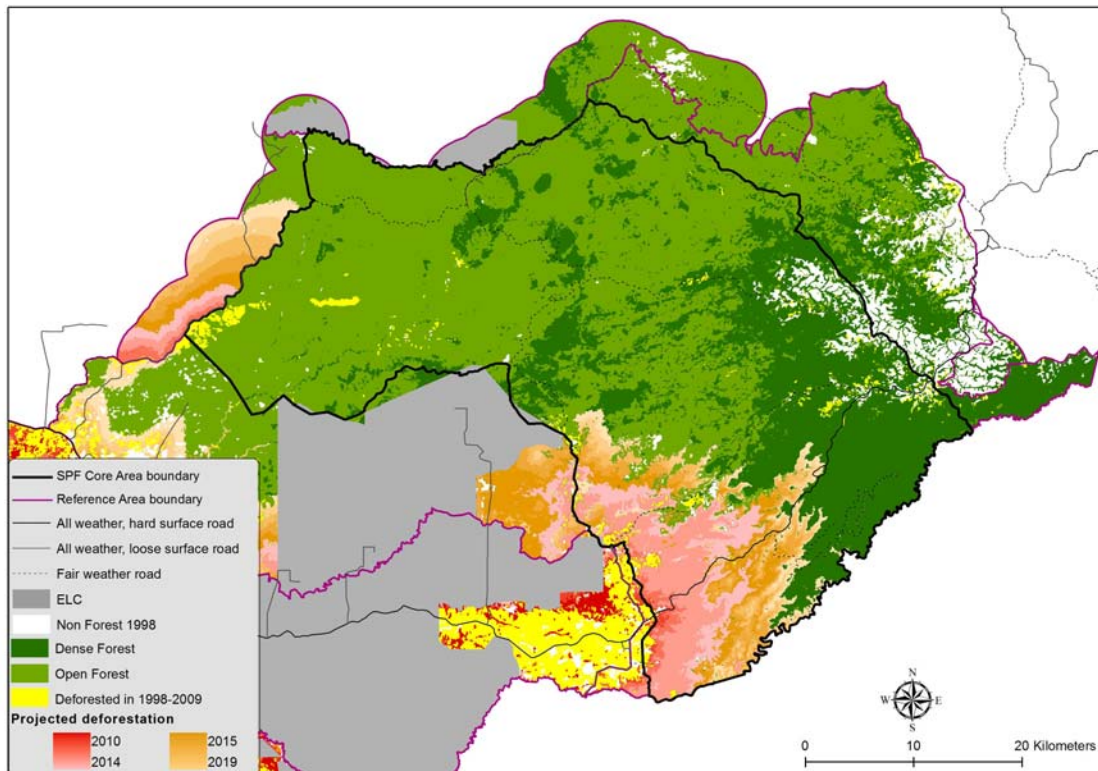 SPF Core Area boundary
Reference Area boundary
All weather, hard surface road
All weather, loose surface road
Fair weather road
ELC
Non Forest 1998
Dense Forest
Open Forest
Deforested in 1998-2009
Projected deforestation
2010 2015
2014 2019
N
W E
S
0 10 20 Kilometers